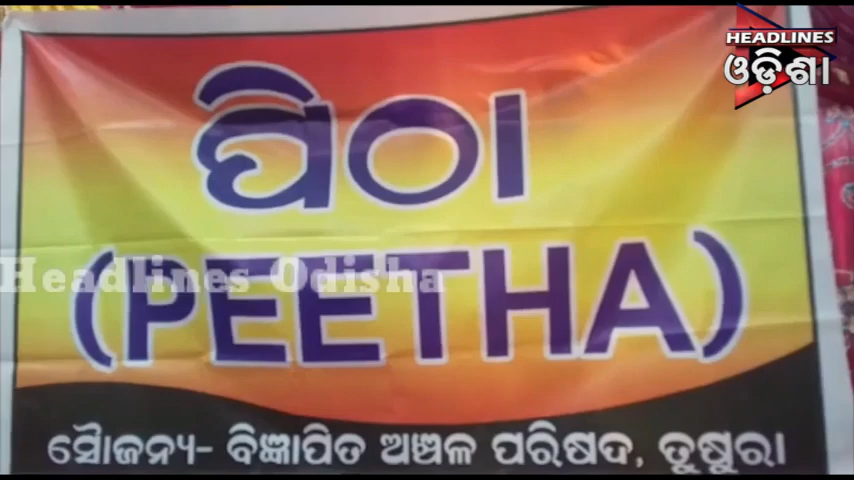 HEADLINES
ଓଡ଼ିଶା
ପିଠା
(PEETHA)
Headlines Odisha
ସୌଜନ୍ୟ- ବିଜ୍ଞାପିତ ଅଞ୍ଚଳ ପରିଷଦ, ତୁଷୁରା